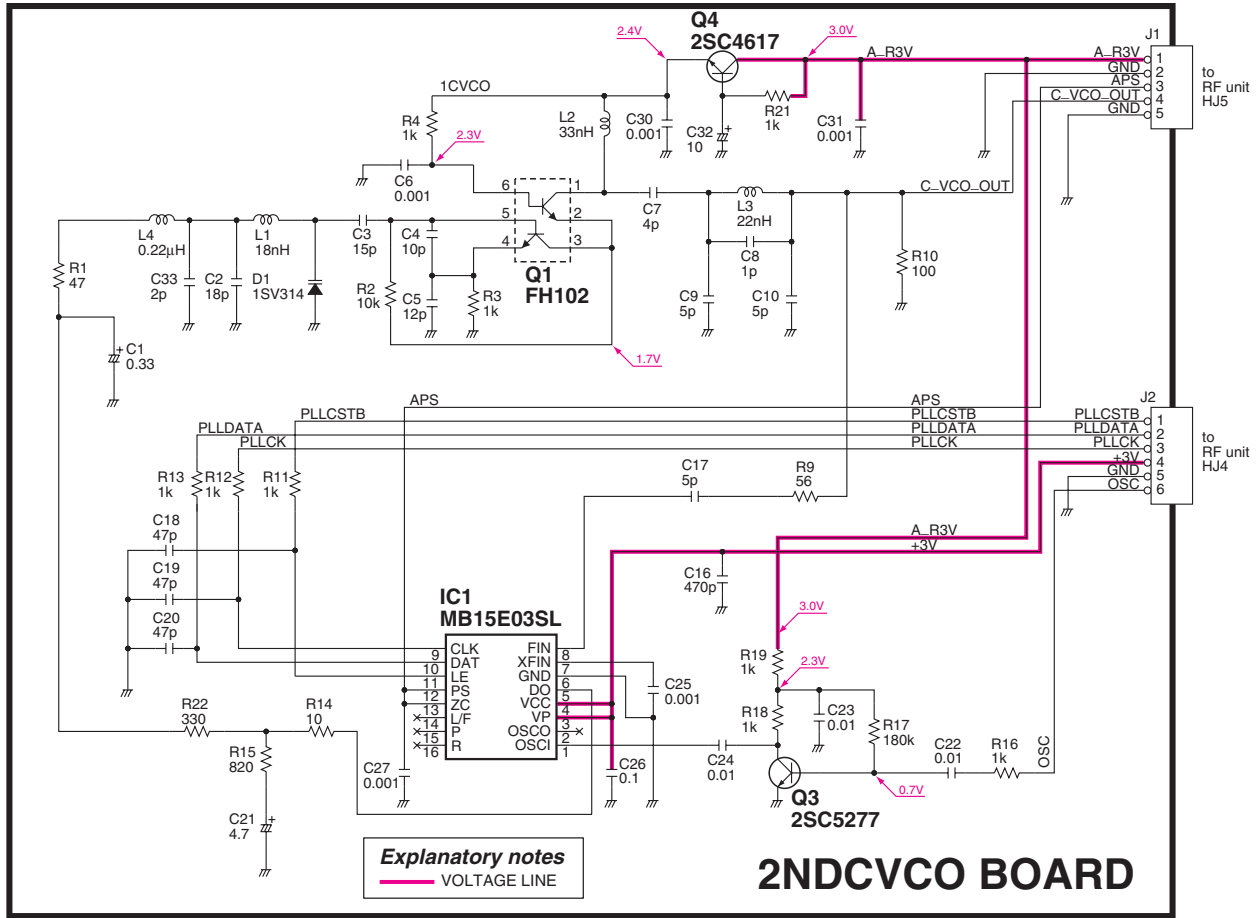 Q4
2SC4617
2.4V
3.0V
J1
A_R3V
A_R3V
1
GND
2
APS
3
C_VCO_OUT
4
GND
5
to
RF unit
HJ5
1CVCO
R4
1k
2.3V
L2
33nH
C30
0.001
C32
10
+
R21
1k
C31
0.001
C6
0.001
6
1
5
2
4
3
Q1
FH102
C7
4p
L3
22nH
C8
1p
C9
5p
C10
5p
C_VCO_OUT
R10
100
L4
0.22µH
L1
18nH
C3
15p
C4
10p
R1
47
C33
2p
C2
18p
D1
1SV314
R2
10k
C5
12p
R3
1k
+
C1
0.33
1.7V
APS
APS
J2
PLLCSTB
PLLCSTB
PLLCSTB
1
PLLDATA
PLLDATA
PLLDATA
2
PLLCK
PLLCK
PLLCK
3
+3V
4
GND
5
OSC
6
to
RF unit
HJ4
R13
1k
R12
1k
R11
1k
C17
5p
R9
56
C18
47p
C19
47p
C20
47p
A_R3V
+3V
C16
470p
IC1
MB15E03SL
CLK
9
DAT
10
LE
11
PS
12
ZC
13
L/F
14
P
15
R
16
FIN
8
XFIN
7
GND
6
DO
5
VCC
4
VP
3
OSCO
2
OSCI
1
C25
0.001
3.0V
R19
1k
2.3V
R18
1k
C23
0.01
R17
180k
C22
0.01
R16
1k
OSC
C24
0.01
0.7V
Q3
2SC5277
R22
330
R14
10
R15
820
C27
0.001
C26
0.1
C21
4.7
+
Explanatory notes
VOLTAGE LINE
2NDCVCO BOARD